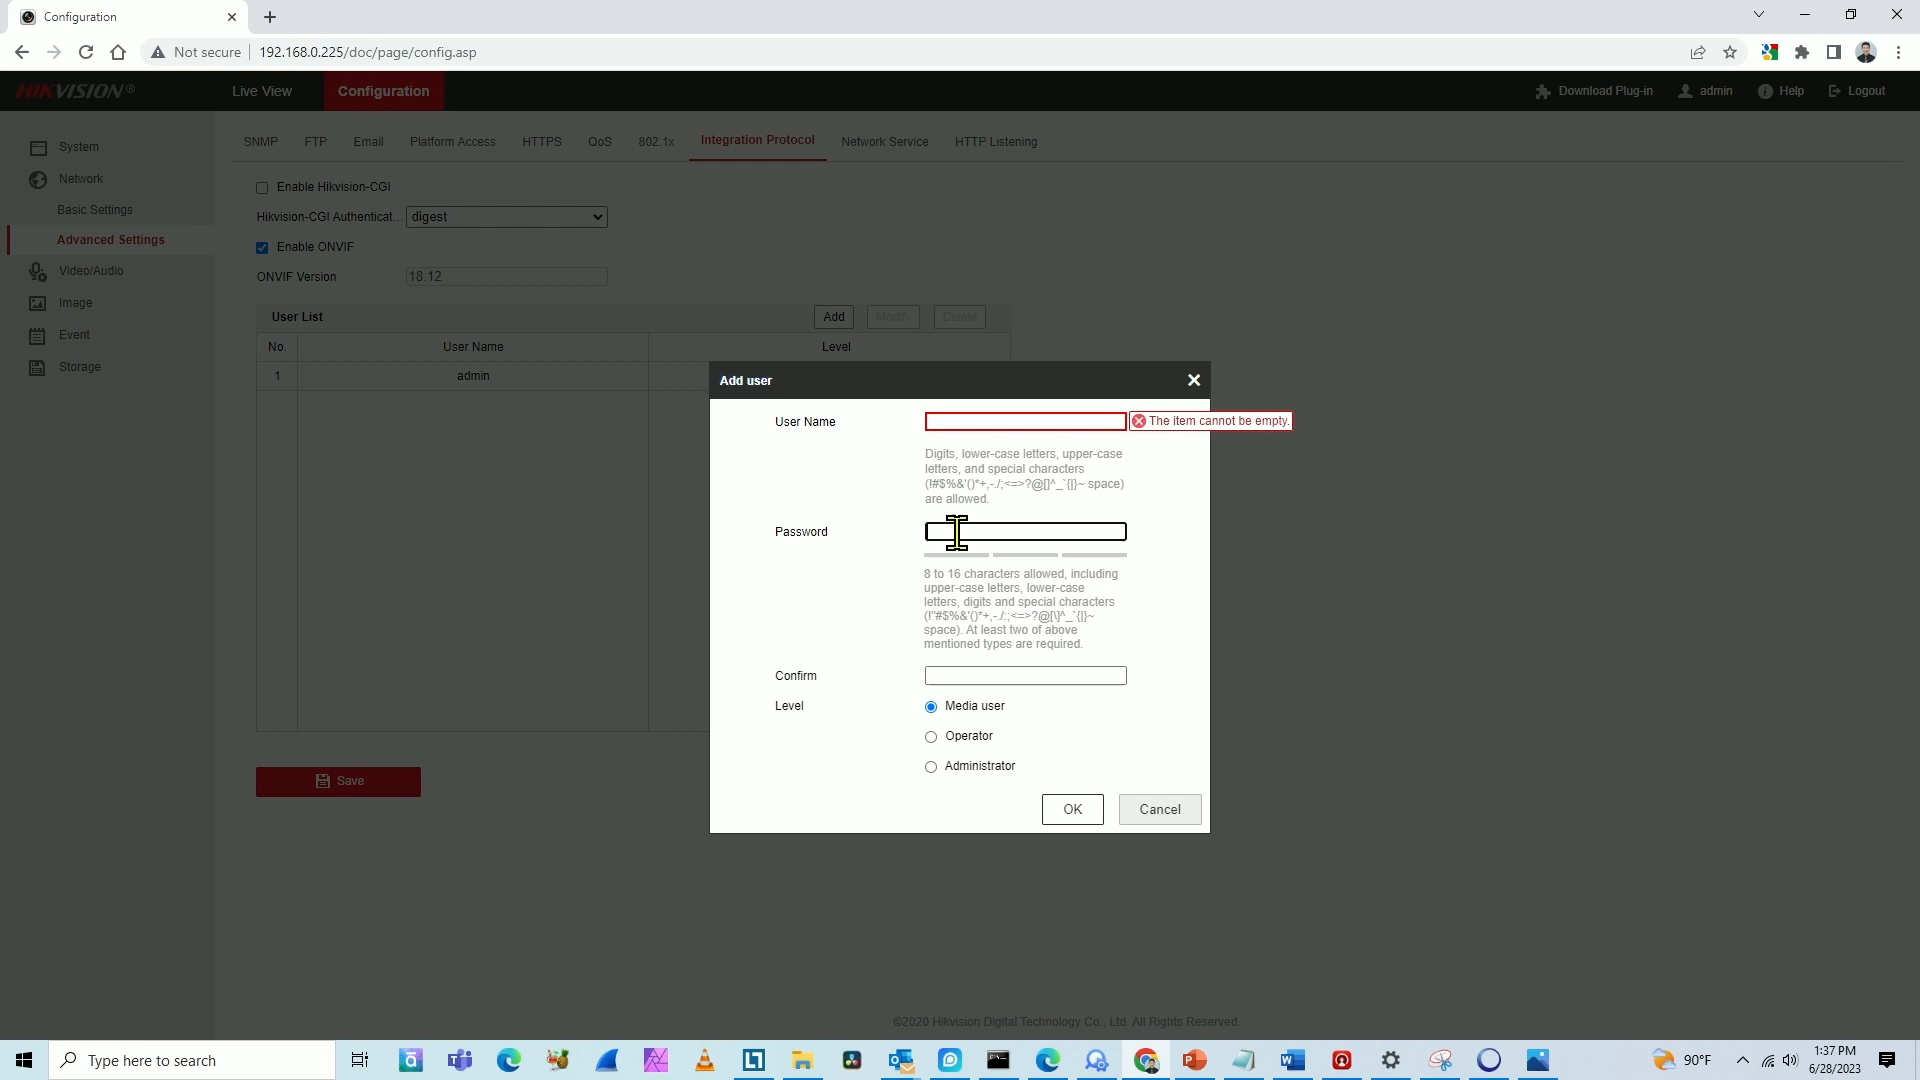 Configuration
Not secure
192.168.0.225/doc/page/config.asp
HIKVISION®
Live View
Configuration
Download Plug-in
admin
Help
Logout
System
Network
Basic Settings
Advanced Settings
Video/Audio
Image
Event
Storage
SNMP
FTP
Email
Platform Access
HTTPS
QoS
802.1x
Integration Protocol
Network Service
HTTP Listening
Enable Hikvision-CGI
Hikvision-CGI Authenticat...
digest
Enable ONVIF
ONVIF Version
18.12
User List
Add
Modify
Delete
No.
User Name
Level
1
admin
Save
Add user
User Name
The item cannot be empty.
Digits, lower-case letters, upper-case
letters, and special characters
(!#$%&'()*+,-./;<=>?@[]^_`{|}~ space)
are allowed.
Password
8 to 16 characters allowed, including
upper-case letters, lower-case
letters, digits and special characters
(!"#$%&'()*+,-./:;<=>?@[\]^_`{|}~
space). At least two of above
mentioned types are required.
Confirm
Level
Media user
Operator
Administrator
OK
Cancel
©2020 Hikvision Digital Technology Co., Ltd. All Rights Reserved.
Type here to search
90°F
1:37 PM
6/28/2023